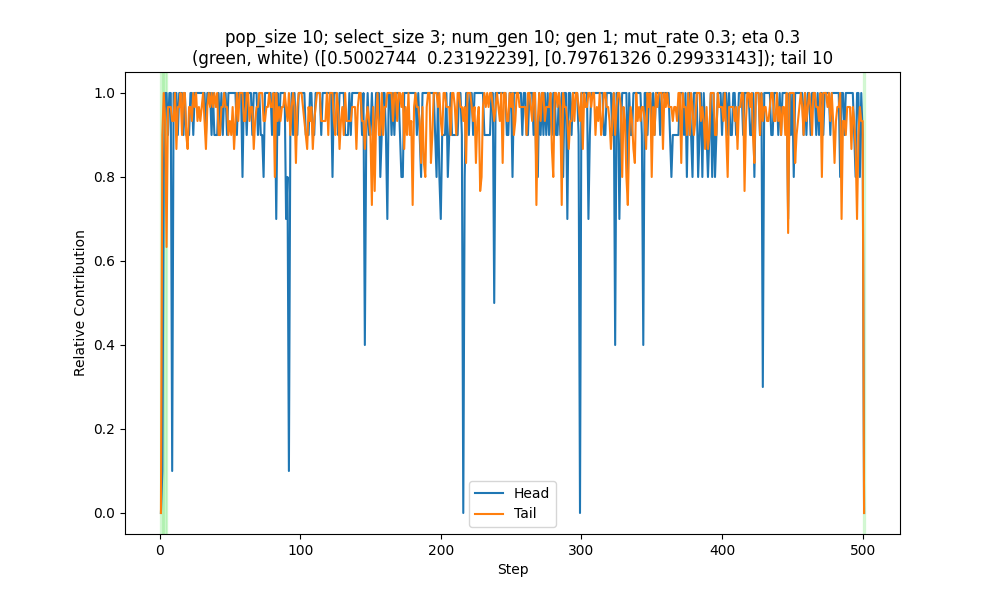 pop_size 10; select_size 3; num_gen 10; gen 1; mut_rate 0.3; eta 0.3
(green, white) ([0.5002744  0.23192239], [0.79761326 0.29933143]); tail 10
1.0
0.8
0.6
0.4
0.2
0.0
Relative Contribution
Head
Tail
0
100
200
300
400
500
Step